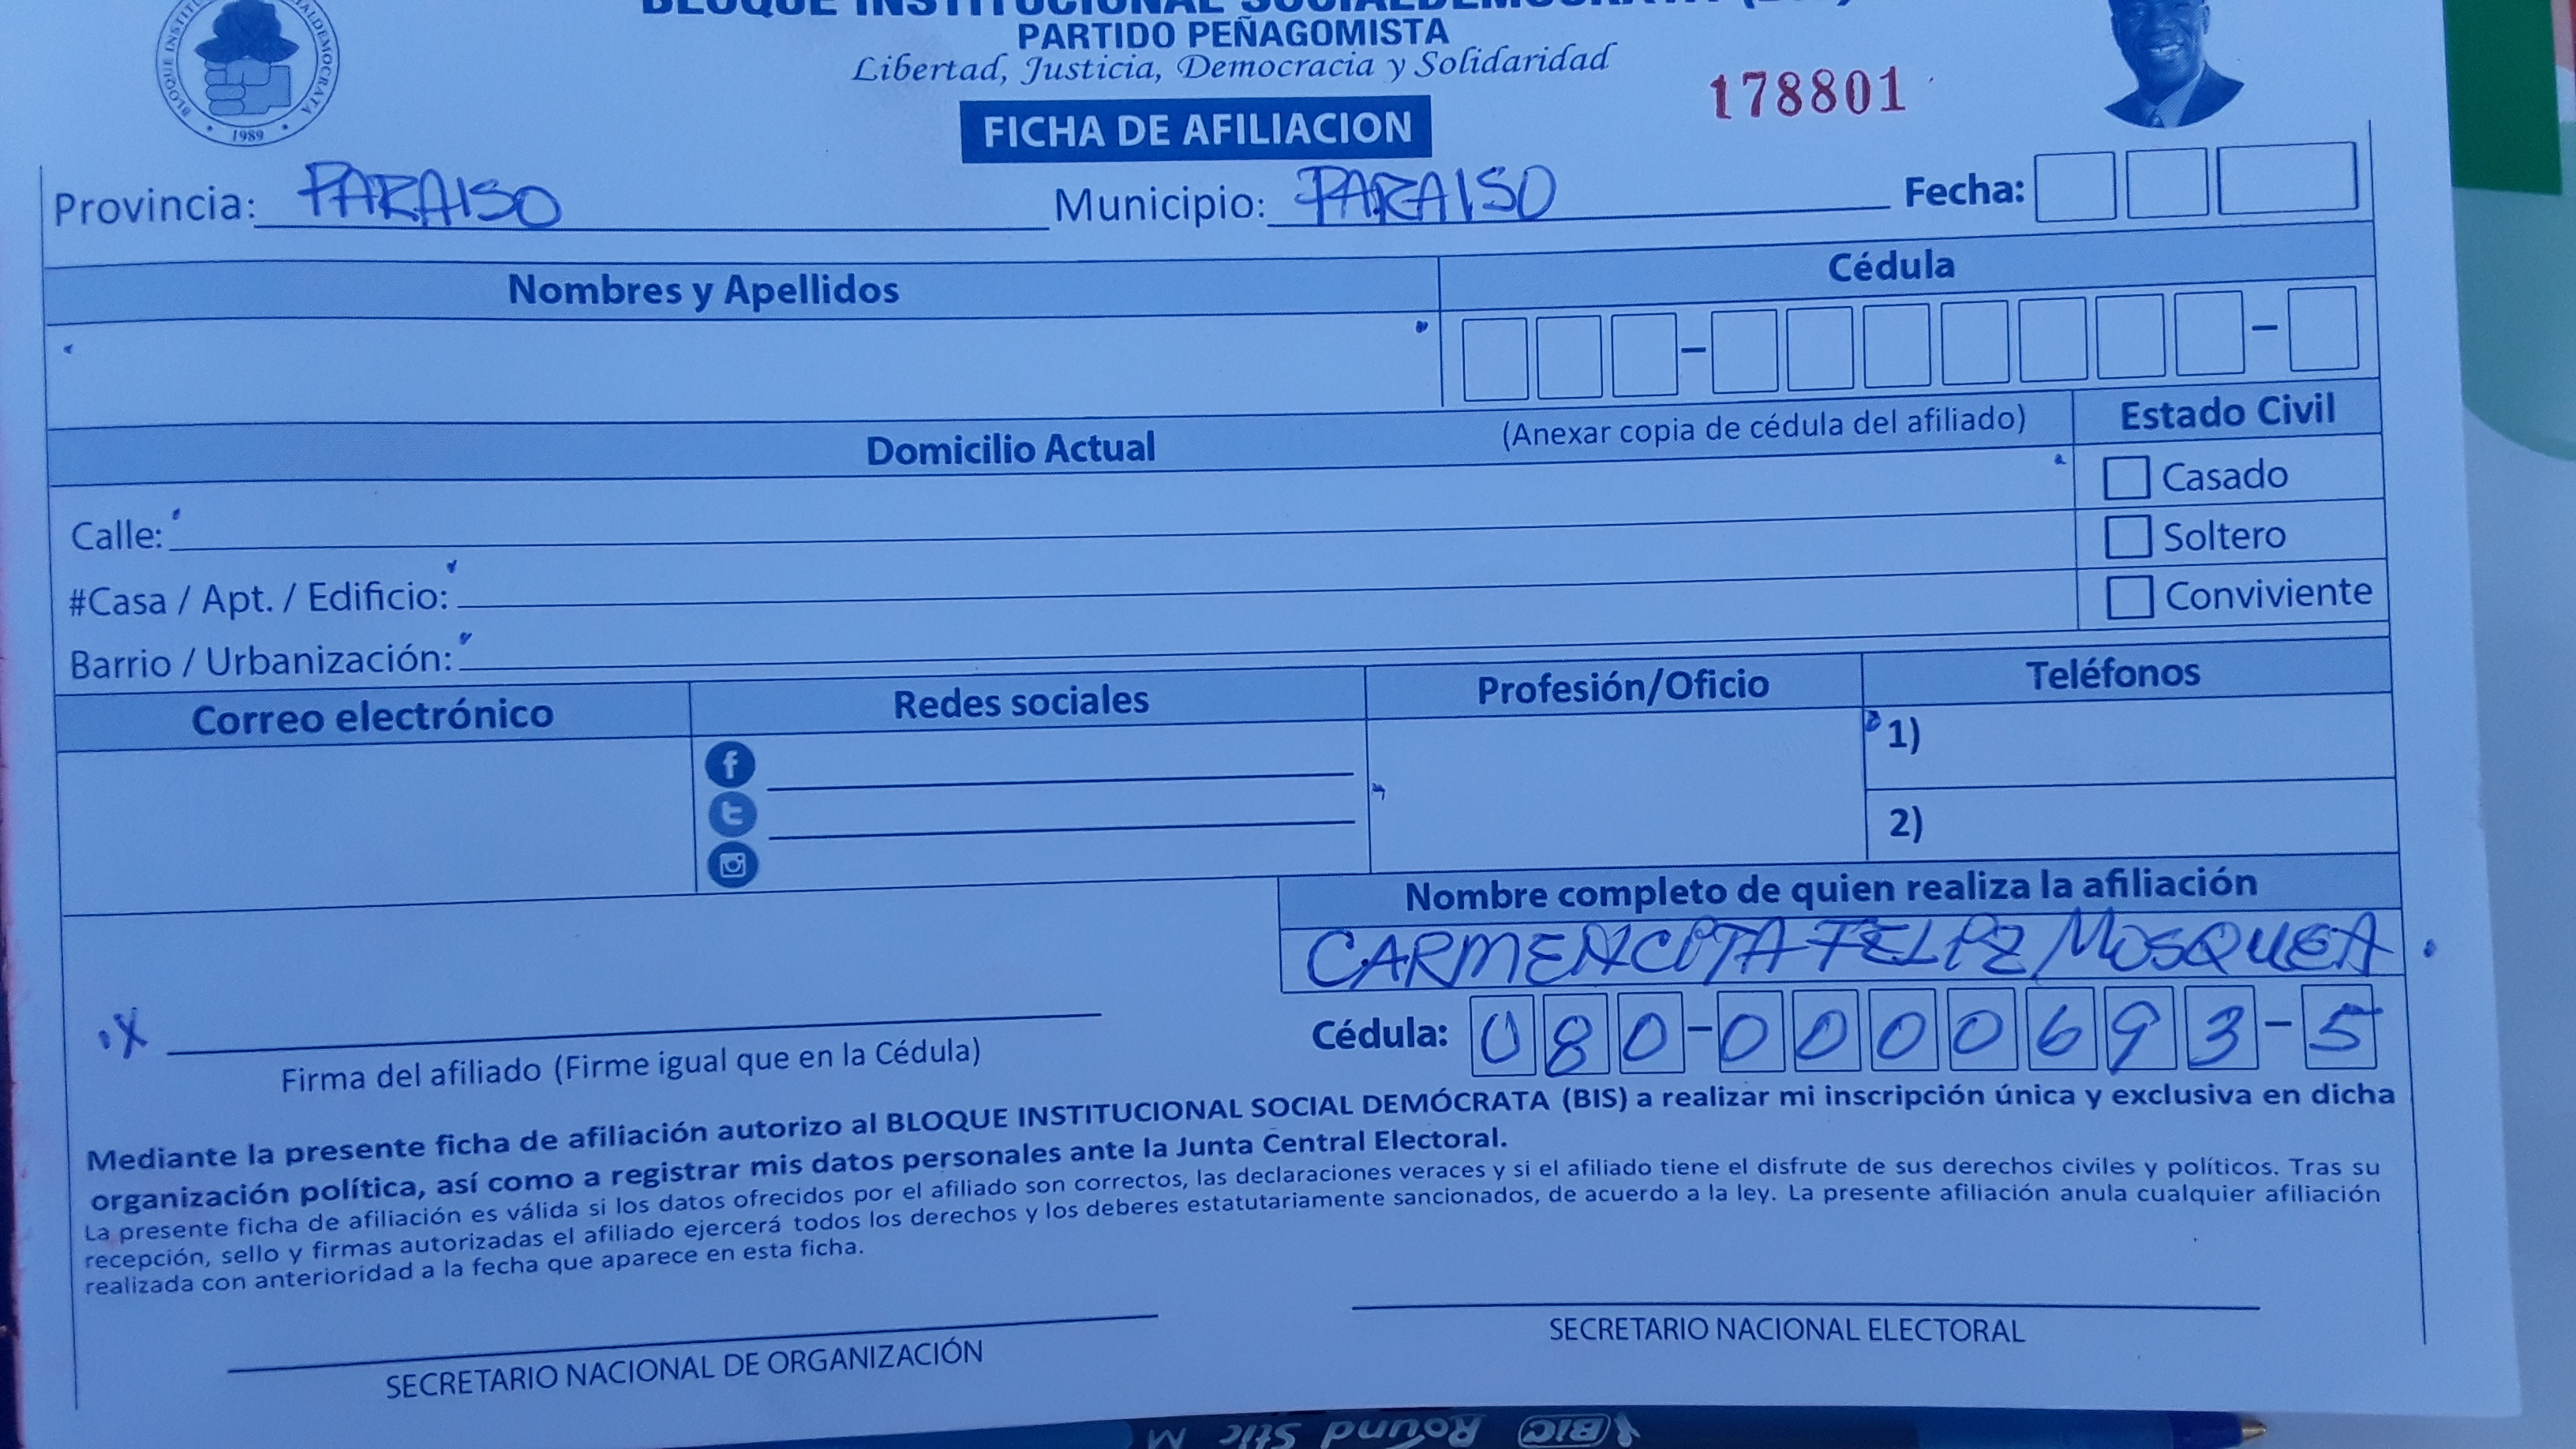 BLOQUE INSTITUCIONAL SOCIALDEMOCRATA (BIS)
PARTIDO PEÑAGOMISTA
Libertad, Justicia, Democracia y Solidaridad
1989
178801
FICHA DE AFILIACION
Provincia: PARAISO Municipio: PARAISO Fecha:
Nombres y Apellidos Cédula
Domicilio Actual (Anexar copia de cédula del afiliado) Estado Civil
Calle:
#Casa / Apt. / Edificio:
Barrio / Urbanización:
Casado
Soltero
Conviviente
Correo electrónico Redes sociales Profesión/Oficio Teléfonos
1)
2)
Nombre completo de quien realiza la afiliación
CARMENCITA FELIZ MOSQUEA
Cédula: 080-0000693-5
X
Firma del afiliado (Firme igual que en la Cédula)
Mediante la presente ficha de afiliación autorizo al BLOQUE INSTITUCIONAL SOCIAL DEMÓCRATA (BIS) a realizar mi inscripción única y exclusiva en dicha
organización política, así como a registrar mis datos personales ante la Junta Central Electoral.
La presente ficha de afiliación es válida si los datos ofrecidos por el afiliado son correctos, las declaraciones veraces y si el afiliado tiene el disfrute de sus derechos civiles y políticos. Tras su
recepción, sello y firmas autorizadas el afiliado ejercerá todos los derechos y los deberes estatutariamente sancionados, de acuerdo a la ley. La presente afiliación anula cualquier afiliación
realizada con anterioridad a la fecha que aparece en esta ficha.
SECRETARIO NACIONAL DE ORGANIZACIÓN
SECRETARIO NACIONAL ELECTORAL
BIC Round Stic M